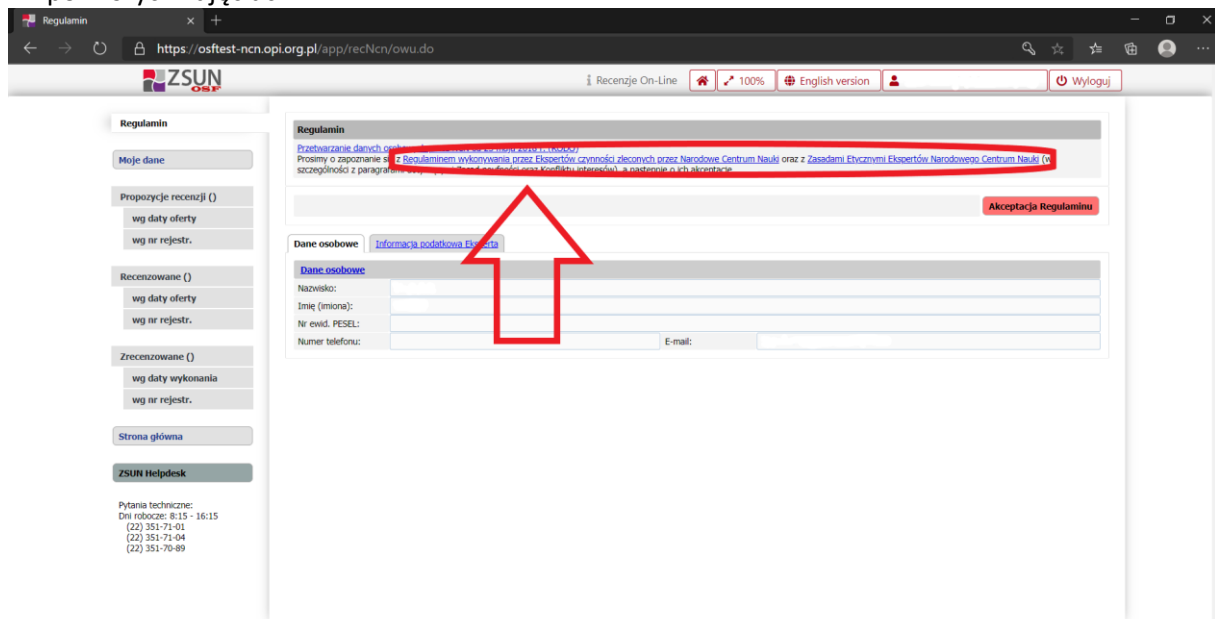 Regulamin
https://osftest-ncn.opi.org.pl/app/recNcn/owu.do
ZSUN
OSF
i Recenzje On-Line
100%
English version
Wyloguj
Regulamin
Moje dane
Propozycje recenzji ()
wg daty oferty
wg nr rejestr.
Recenzowane ()
wg daty oferty
wg nr rejestr.
Zrecenzowane ()
wg daty wykonania
wg nr rejestr.
Strona główna
ZSUN Helpdesk
Pytania techniczne:
Dni robocze: 8:15 - 16:15
(22) 351-71-01
(22) 351-71-04
(22) 351-70-89
Regulamin
Przetwarzanie danych
Prosimy o zapoznanie się z Regulaminem wykonywania przez Ekspertów czynności zleconych przez Narodowe Centrum Nauki oraz z Zasadami Etycznymi Ekspertów Narodowego Centrum Nauki (w
szczególności z oraz Konfliktu interesów), a następnie o ich akceptację
Akceptacja Regulaminu
Dane osobowe
Informacja podatkowa Eksperta
Dane osobowe
Nazwisko:
Imię (imiona):
Nr ewid. PESEL:
Numer telefonu:
E-mail: